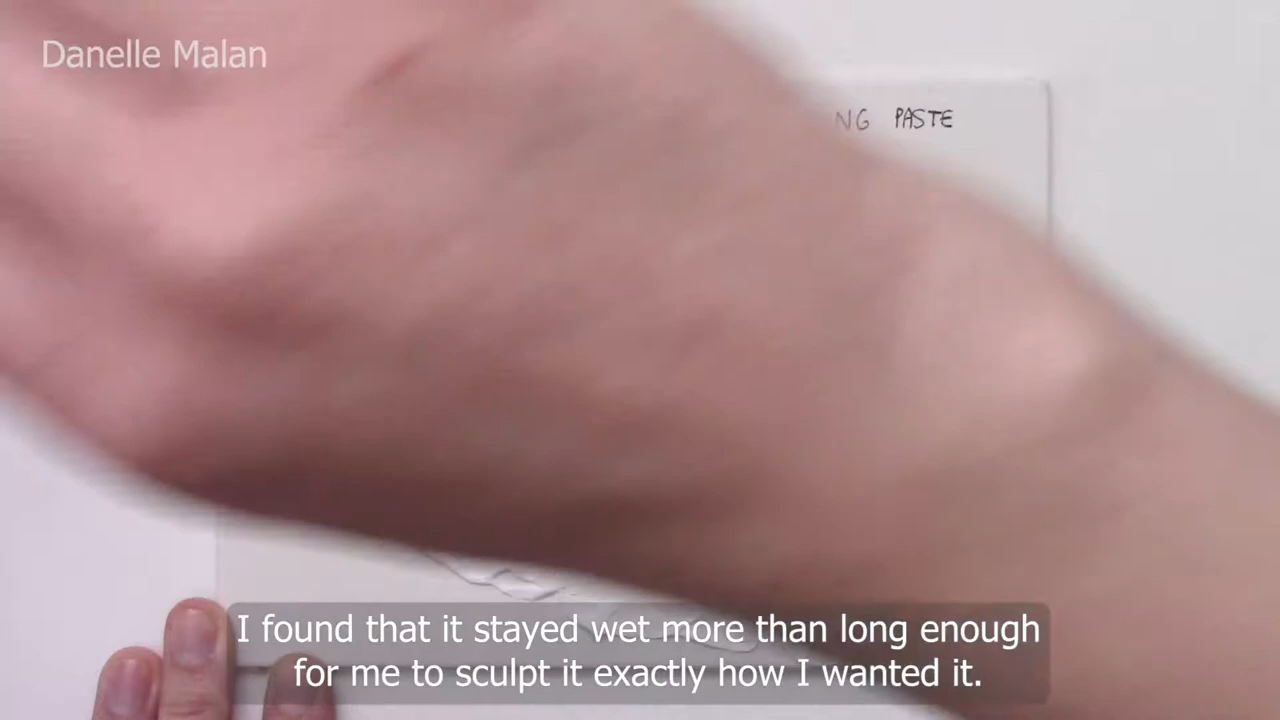 Danelle Malan
NG PASTE
I found that it stayed wet more than long enough
for me to sculpt it exactly how I wanted it.